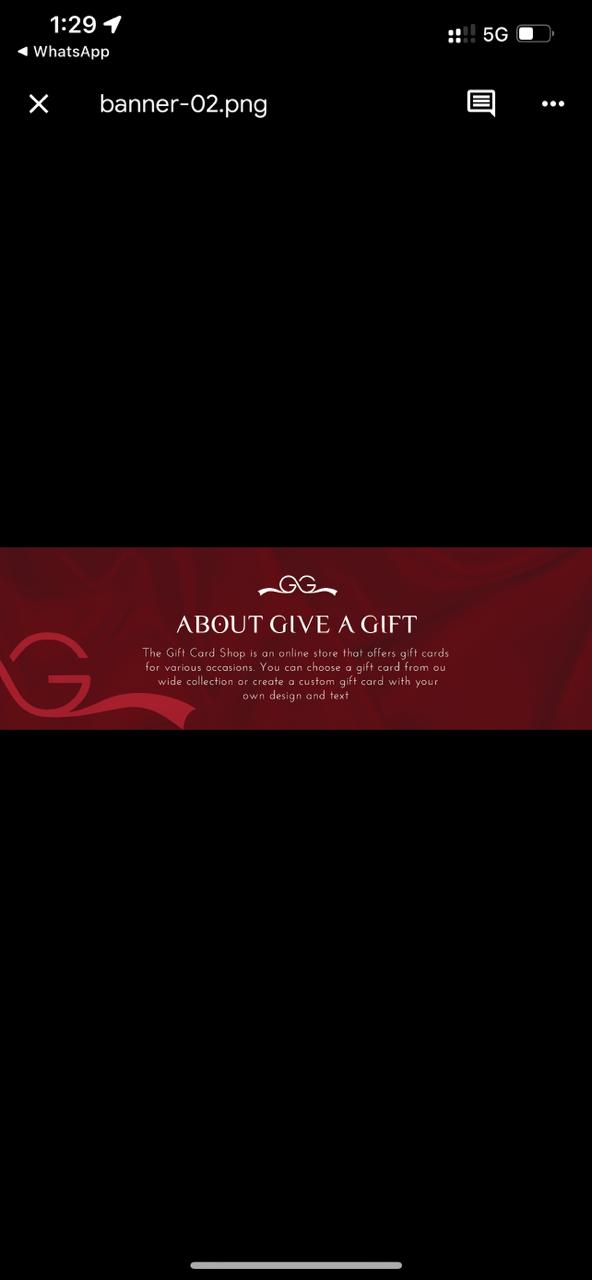 1:29
5G
◀ WhatsApp
banner-02.png
GG
ABOUT GIVE A GIFT
The Gift Card Shop is an online store that offers gift cards
for various occasions. You can choose a gift card from ou
wide collection or create a custom gift card with your
own design and text
G